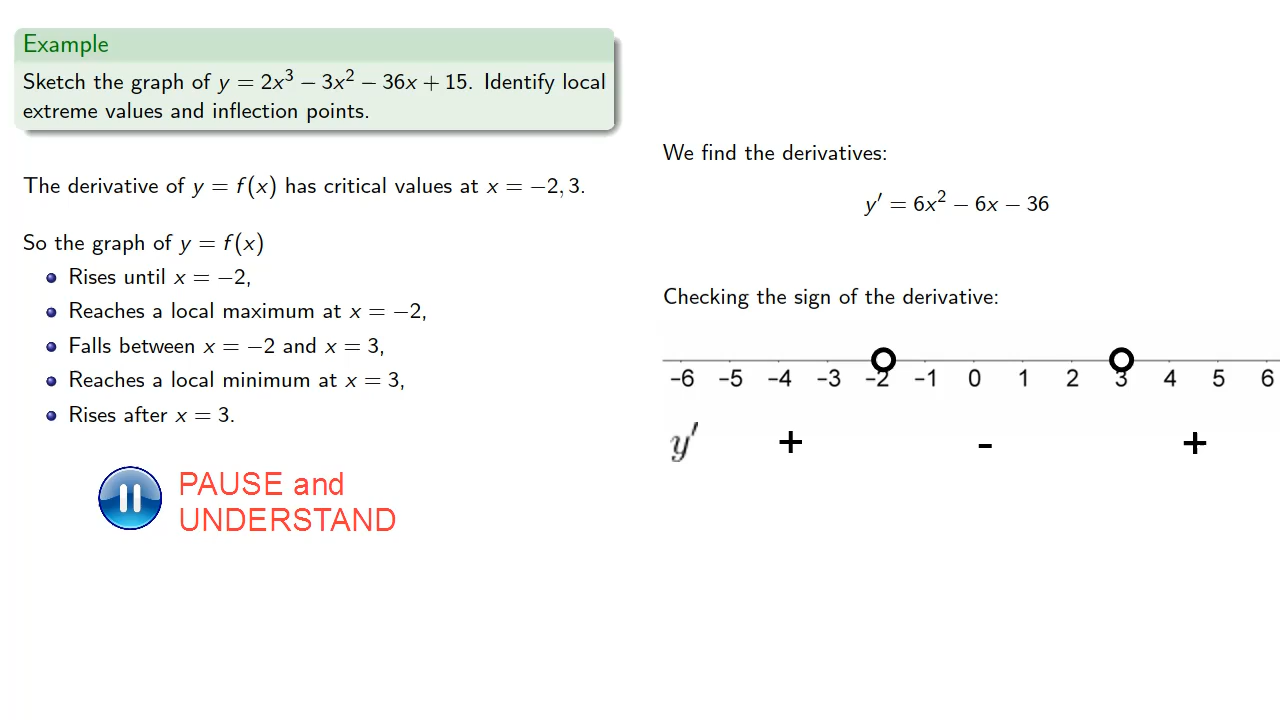 Example
Sketch the graph of y = 2x³ − 3x² − 36x + 15. Identify local
extreme values and inflection points.
The derivative of y = f(x) has critical values at x = −2, 3.
So the graph of y = f(x)
Rises until x = −2,
Reaches a local maximum at x = −2,
Falls between x = −2 and x = 3,
Reaches a local minimum at x = 3,
Rises after x = 3.
PAUSE and
UNDERSTAND
We find the derivatives:
y′ = 6x² − 6x − 36
Checking the sign of the derivative:
-6 -5 -4 -3 -2 -1 0 1 2 3 4 5 6
y′ + - +